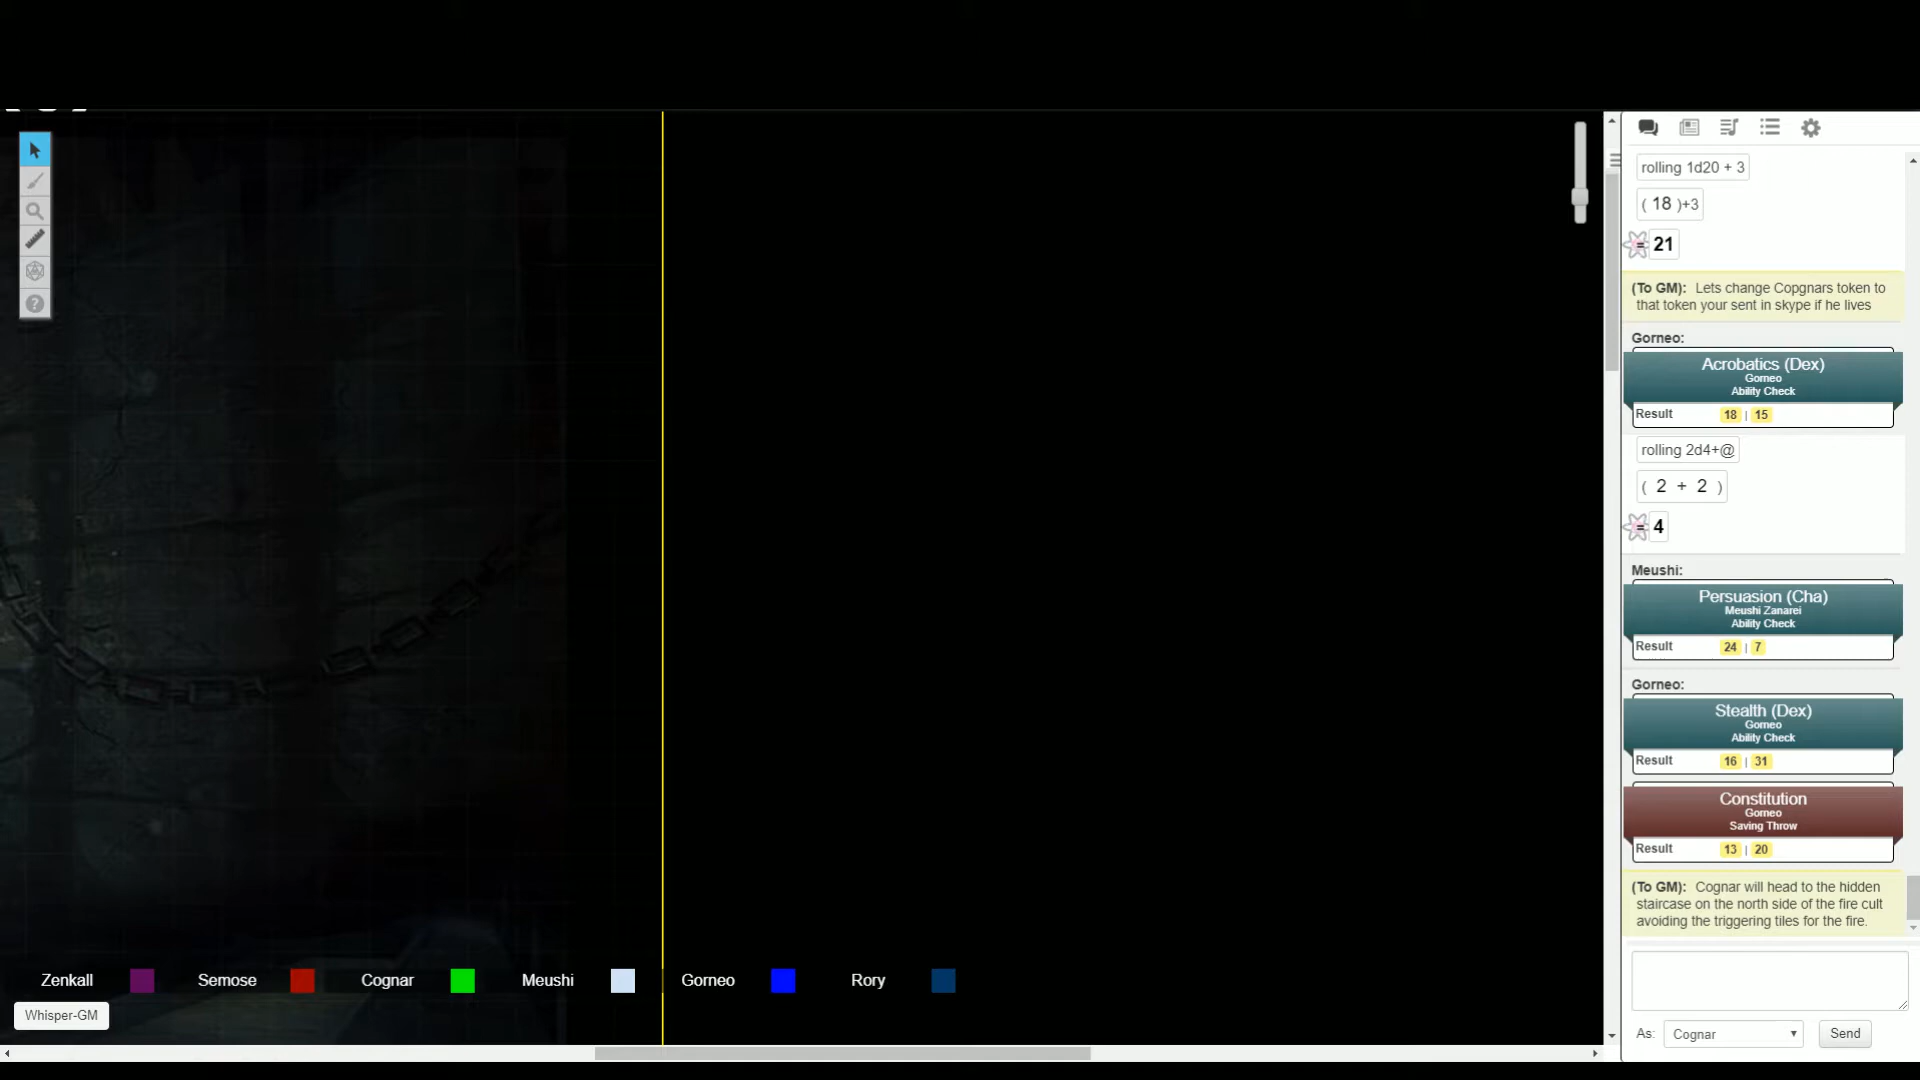 rolling 1d20 + 3
( 18 )+3
= 21
(To GM): Lets change Copgnars token to
that token your sent in skype if he lives
Gorneo:
Acrobatics (Dex)
Gorneo
Ability Check
Result 18 | 15
rolling 2d4+@
( 2 + 2 )
= 4
Meushi:
Persuasion (Cha)
Meushi Zanarei
Ability Check
Result 24 | 7
Gorneo:
Stealth (Dex)
Gorneo
Ability Check
Result 16 | 31
Constitution
Gorneo
Saving Throw
Result 13 | 20
(To GM): Cognar will head to the hidden
staircase on the north side of the fire cult
avoiding the triggering tiles for the fire.
Zenkall Semose Cognar Meushi Gorneo Rory
Whisper-GM
As: Cognar Send